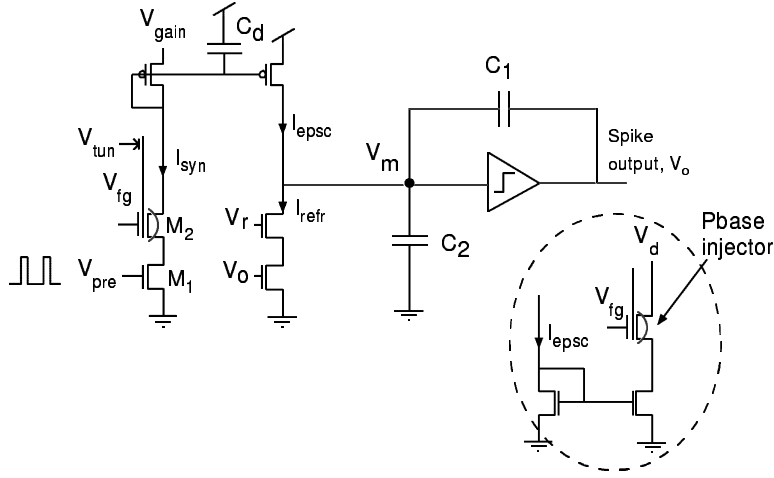 Vgain
Cd
C1
Iepsc
Vtun
Isyn
Vm
Spike
output, Vo
Vfg
M2
Vr
Irefr
C2
Vpre
M1
Vo
Pbase
injector
Vd
Vfg
Iepsc